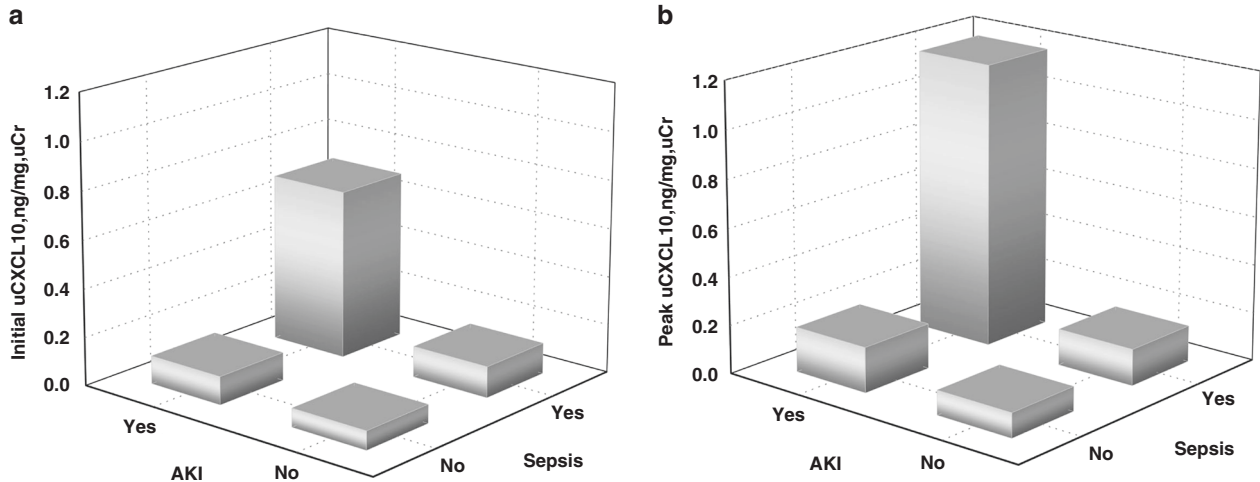 a
Initial uCXCL10,ng/mg,uCr
1.2
1.0
0.8
0.6
0.4
0.2
0.0
Yes
No
AKI
No
Yes
Sepsis
b
Peak uCXCL10,ng/mg,uCr
1.2
1.0
0.8
0.6
0.4
0.2
0.0
Yes
No
AKI
No
Yes
Sepsis